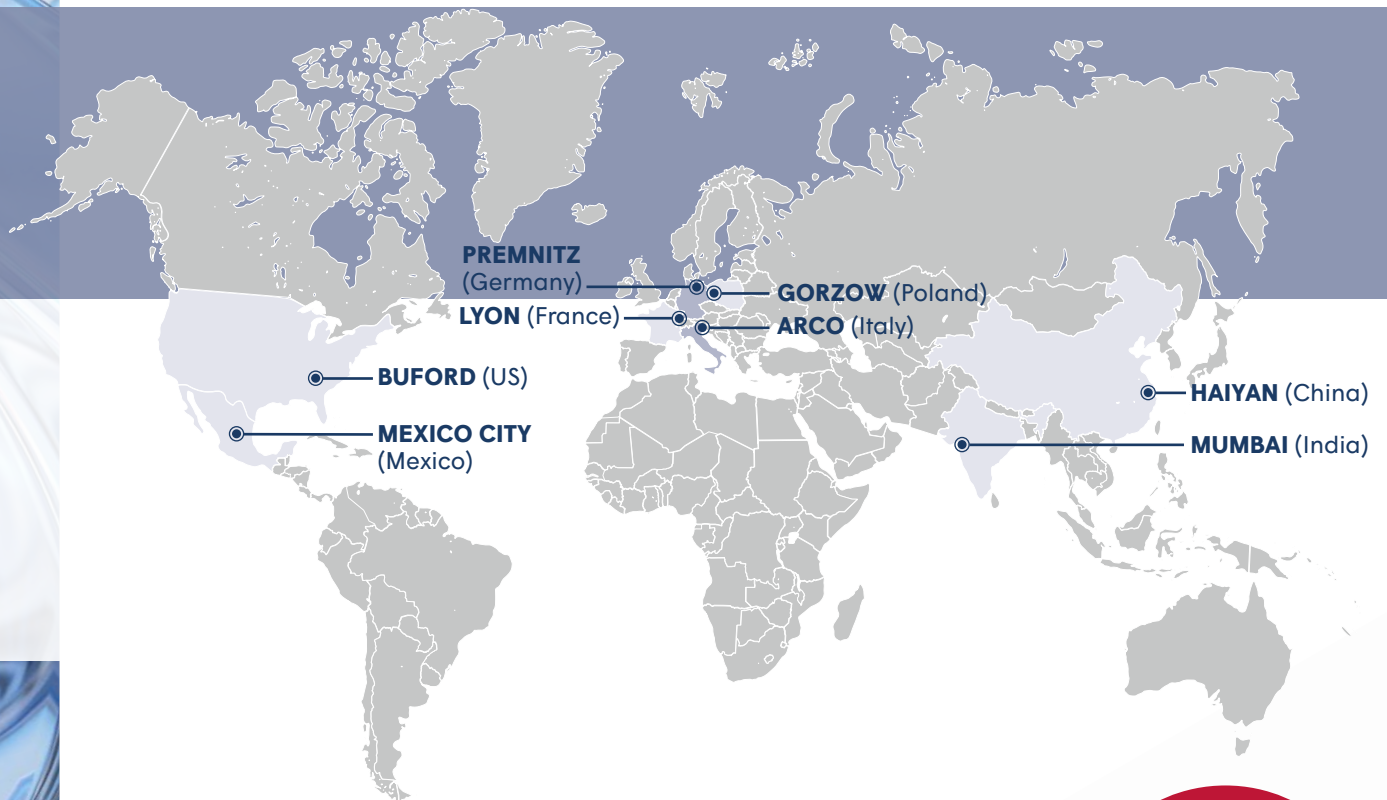 PREMNITZ
(Germany)
GORZOW (Poland)
LYON (France)
ARCO (Italy)
BUFORD (US)
HAIYAN (China)
MEXICO CITY
(Mexico)
MUMBAI (India)